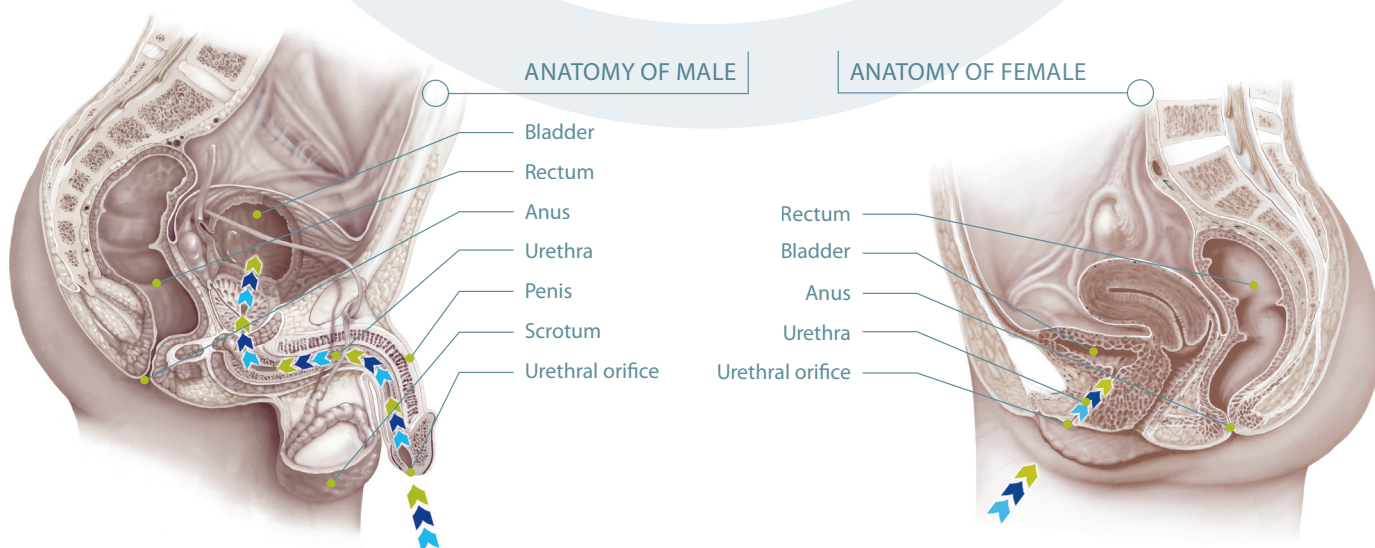 ANATOMY OF MALE
Bladder
Rectum
Anus
Urethra
Penis
Scrotum
Urethral orifice
ANATOMY OF FEMALE
Rectum
Bladder
Anus
Urethra
Urethral orifice